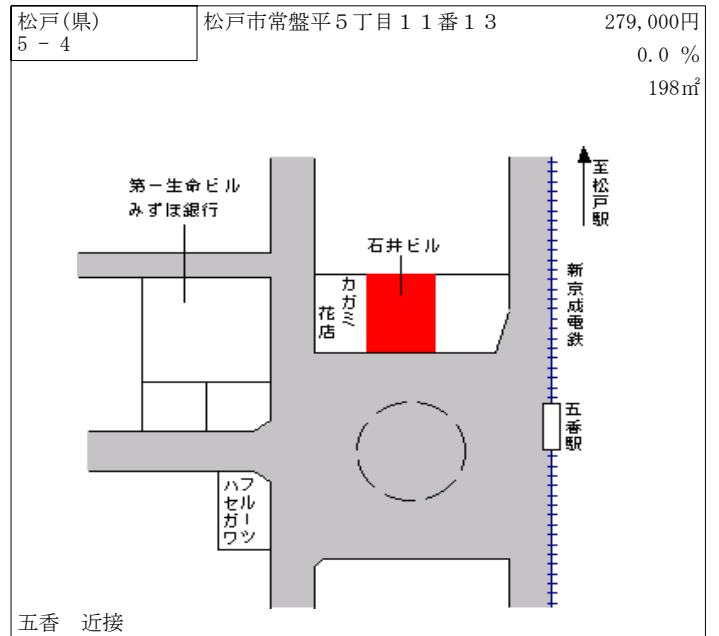 松戸(県)
5 - 4
松戸市常盤平５丁目１１番１３
279,000円
0.0 %
198㎡
第一生命ビル
みずほ銀行
石井ビル
カガミ
花店
至松戸駅
新京成電鉄
五香駅
フルーツ
ハセガワ
五香　近接